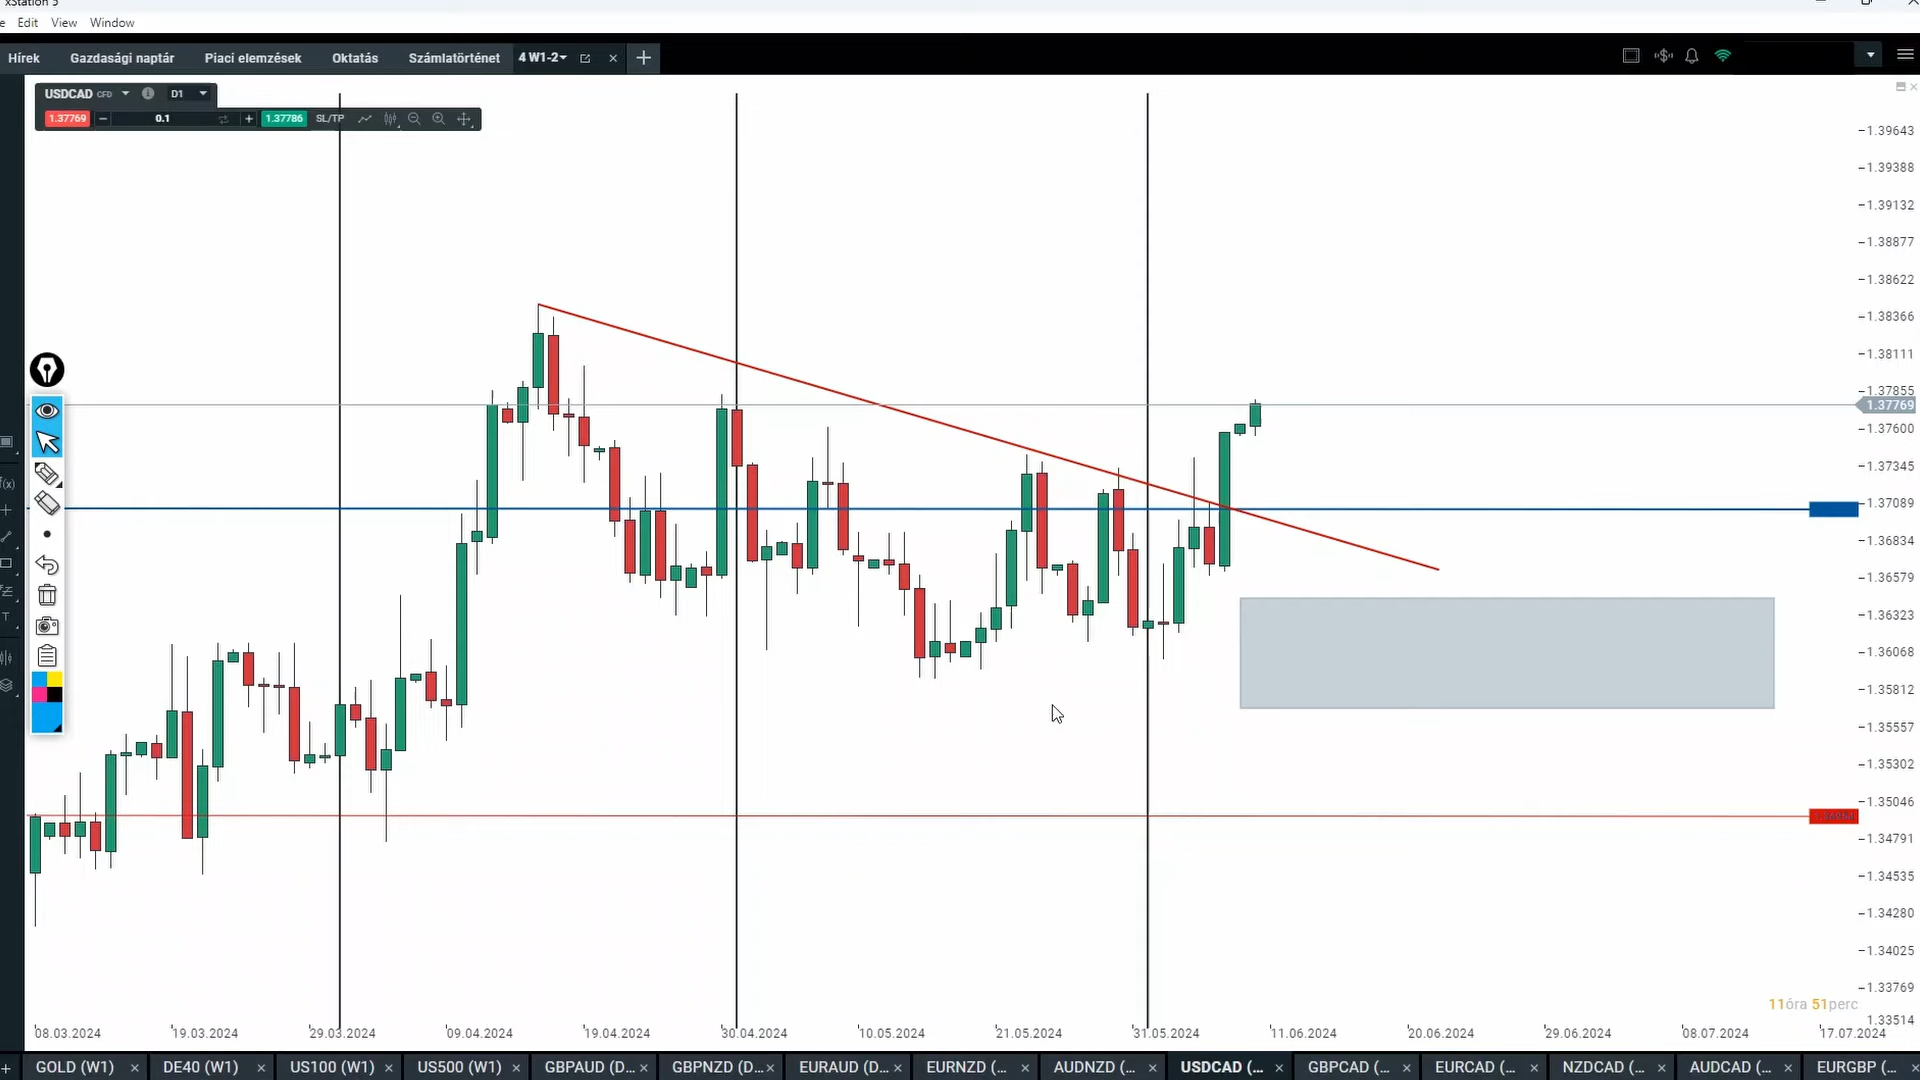 xStation 5
Edit View Window
Hírek Gazdasági naptár Piaci elemzések Oktatás Számlatörténet 4 W1-2
USDCAD CFD D1
1.37769 0.1 1.37786 SL/TP
1.39643
1.39388
1.39132
1.38877
1.38622
1.38366
1.38111
1.37855
1.37769
1.37600
1.37345
1.37089
1.36834
1.36579
1.36323
1.36068
1.35812
1.35557
1.35302
1.35046
1.34791
1.34535
1.34280
1.34025
1.33769
1.33514
f(x)
T
11óra 51perc
08.03.2024 19.03.2024 29.03.2024 09.04.2024 19.04.2024 30.04.2024 10.05.2024 21.05.2024 31.05.2024 11.06.2024 20.06.2024 29.06.2024 08.07.2024 17.07.2024
GOLD (W1) DE40 (W1) US100 (W1) US500 (W1) GBPAUD (D... GBPNZD (D... EURAUD (D... EURNZD (... AUDNZD (... USDCAD (... GBPCAD (... EURCAD (... NZDCAD (... AUDCAD (... EURGBP (...